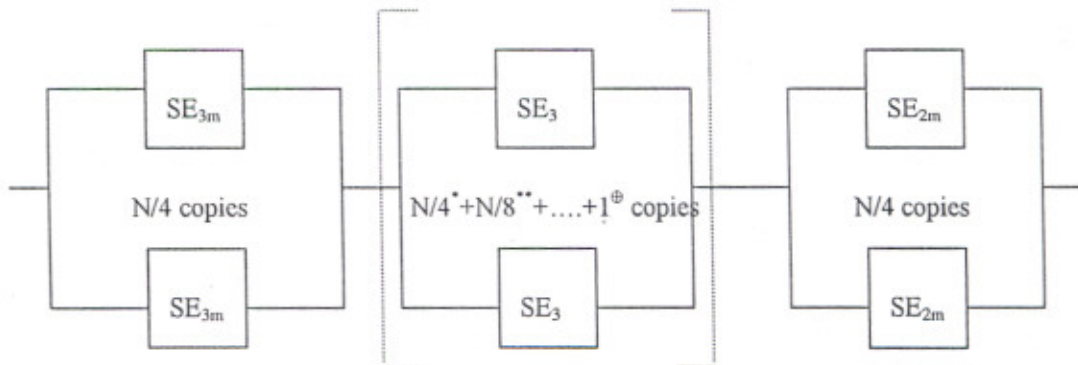 SE3m
SE3
SE2m
N/4 copies
N/4*+N/8**+....+1⊕ copies
N/4 copies
SE3m
SE3
SE2m